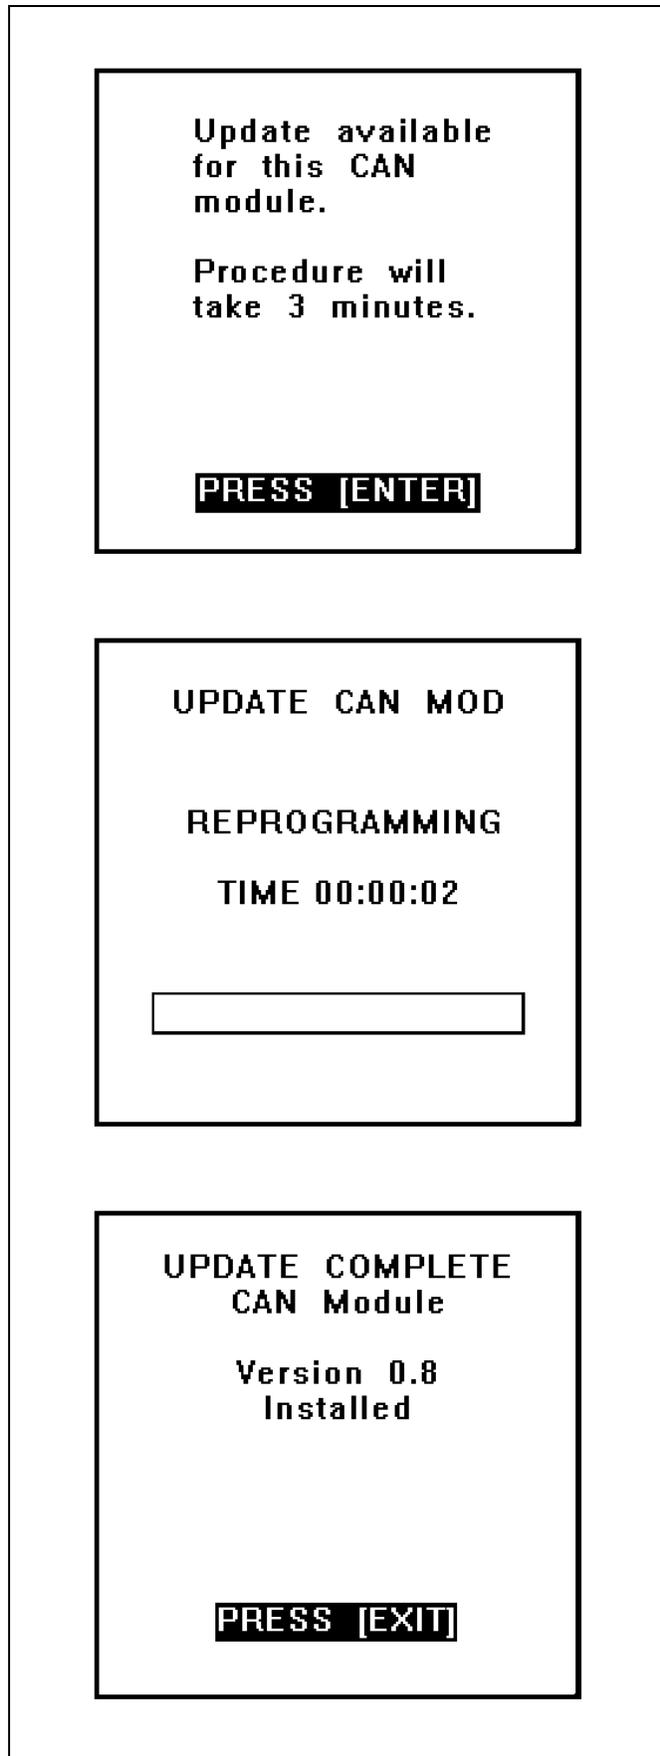 Update available
for this CAN
module.
Procedure will
take 3 minutes.
PRESS [ENTER]
UPDATE CAN MOD
REPROGRAMMING
TIME 00:00:02
UPDATE COMPLETE
CAN Module
Version 0.8
Installed
PRESS [EXIT]